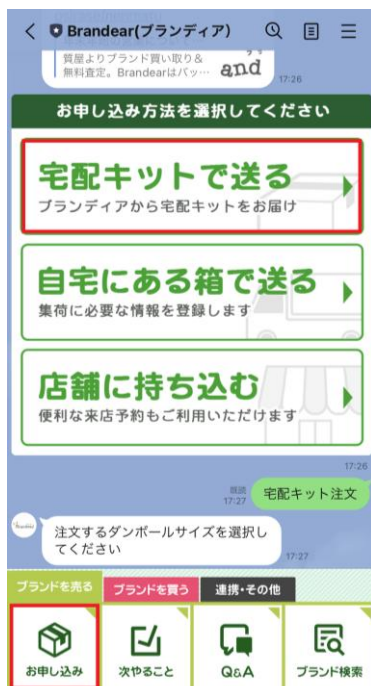 Brandear(ブランディア)
質屋よりブランド買い取り&
無料査定。Brandearはバッ…
and
17:26
お申し込み方法を選択してください
宅配キットで送る
ブランディアから宅配キットをお届け
自宅にある箱で送る
集荷に必要な情報を登録します
店舗に持ち込む
便利な来店予約もご利用いただけます
17:26
既読
17:27
宅配キット注文
注文するダンボールサイズを選択し
てください
17:27
ブランドを売る
ブランドを買う
連携・その他
お申し込み
次やること
Q&A
ブランド検索